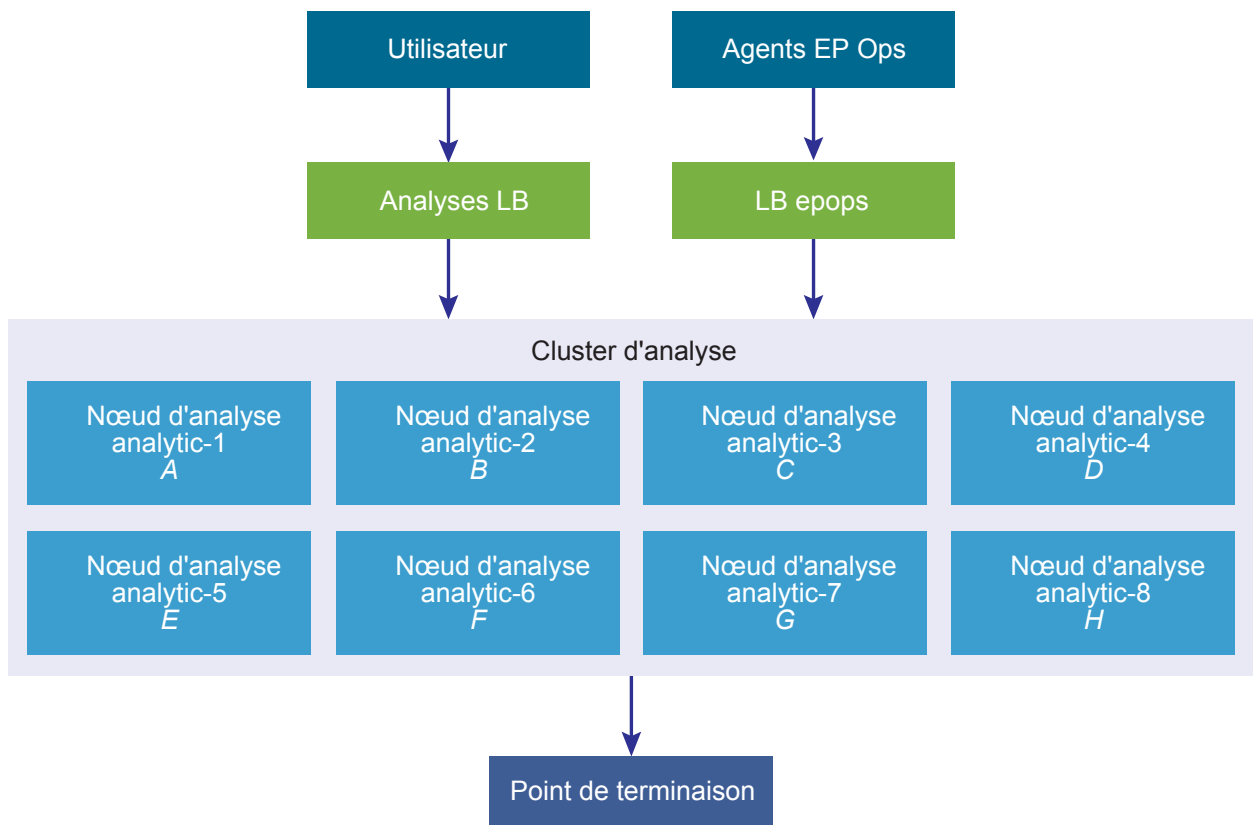 Utilisateur
Agents EP Ops
Analyses LB
LB epops
Cluster d'analyse
Nœud d'analyse
analytic-1
A
Nœud d'analyse
analytic-2
B
Nœud d'analyse
analytic-3
C
Nœud d'analyse
analytic-4
D
Nœud d'analyse
analytic-5
E
Nœud d'analyse
analytic-6
F
Nœud d'analyse
analytic-7
G
Nœud d'analyse
analytic-8
H
Point de terminaison